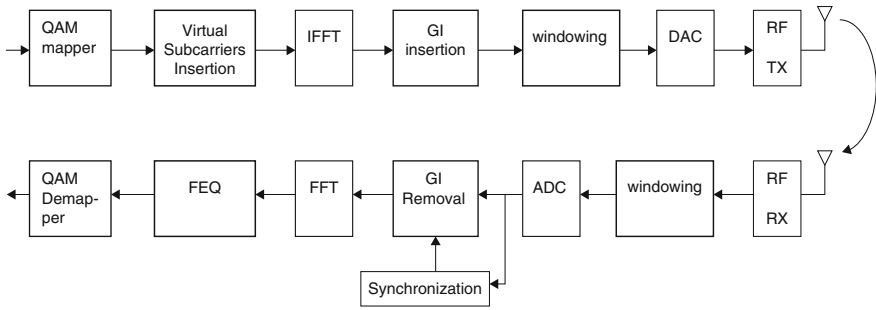 QAM
mapper
Virtual
Subcarriers
Insertion
IFFT
GI
insertion
windowing
DAC
RF
TX
QAM
Demap-
per
FEQ
FFT
GI
Removal
ADC
windowing
RF
RX
Synchronization